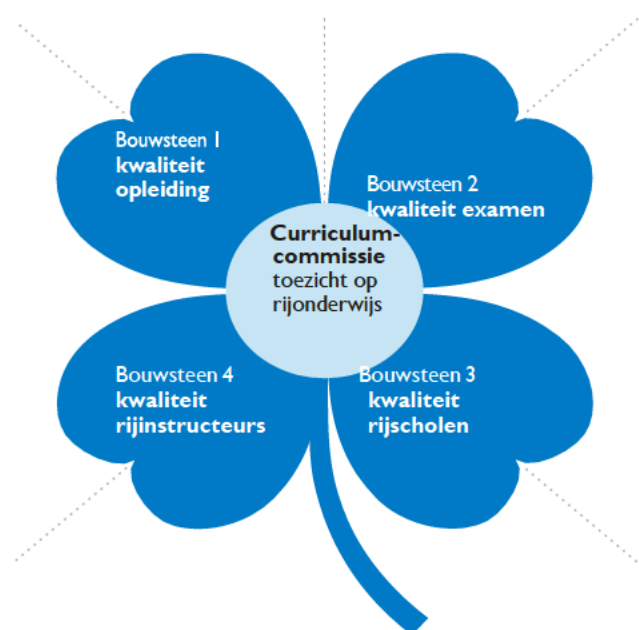 Bouwsteen 1
kwaliteit
opleiding
Bouwsteen 2
kwaliteit examen
Curriculum-
commissie
toezicht op
rijonderwijs
Bouwsteen 4
kwaliteit
rijinstructeurs
Bouwsteen 3
kwaliteit
rijscholen